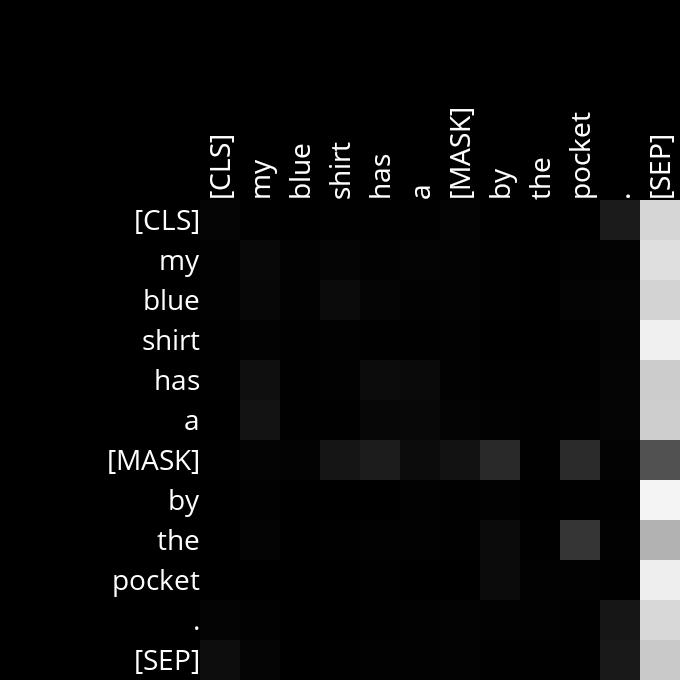 [CLS] my blue shirt has a [MASK] by the pocket . [SEP]
[CLS]
my
blue
shirt
has
a
[MASK]
by
the
pocket
.
[SEP]